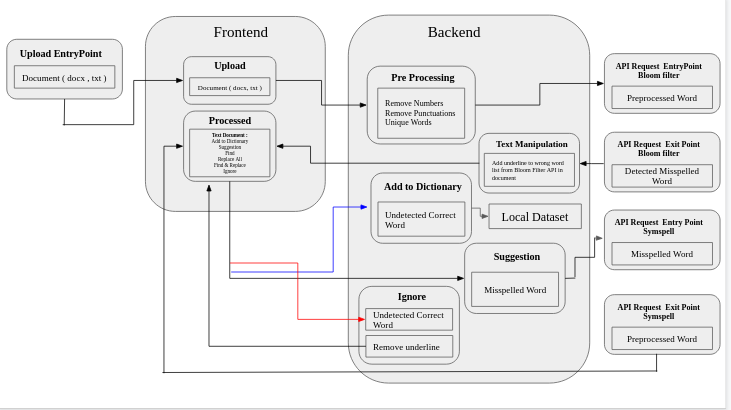 Frontend
Backend
Upload EntryPoint
Document ( docx , txt )
Upload
Document ( docx, txt )
Processed
Text Document :
Add to Dictionary
Suggestion
Find
Replace All
Find & Replace
Ignore
Pre Processing
Remove Numbers
Remove Punctuations
Unique Words
Text Manipulation
Add underline to wrong word
list from Bloom Filter API in
document
Add to Dictionary
Undetected Correct
Word
Local Dataset
Suggestion
Misspelled Word
Ignore
Undetected Correct
Word
Remove underline
API Request EntryPoint
Bloom filter
Preprocessed Word
API Request Exit Point
Bloom filter
Detected Misspelled
Word
API Request Entry Point
Symspell
Misspelled Word
API Request Exit Point
Symspell
Preprocessed Word